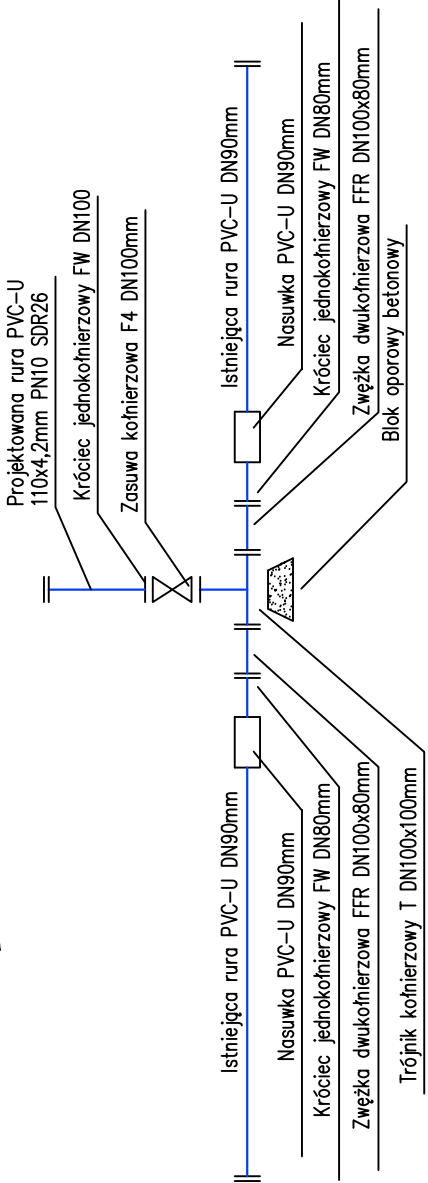 Projektowana rura PVC-U
110x4,2mm PN10 SDR26
Króciec jednokołnierzowy FW DN100
Zasuwa kołnierzowa F4 DN100mm
Istniejąca rura PVC-U DN90mm
Nasuwka PVC-U DN90mm
Króciec jednokołnierzowy FW DN80mm
Zwężka dwukołnierzowa FFR DN100x80mm
Blok oporowy betonowy
Istniejąca rura PVC-U DN90mm
Nasuwka PVC-U DN90mm
Króciec jednokołnierzowy FW DN80mm
Zwężka dwukołnierzowa FFR DN100x80mm
Trójnik kołnierzowy T DN100x100mm